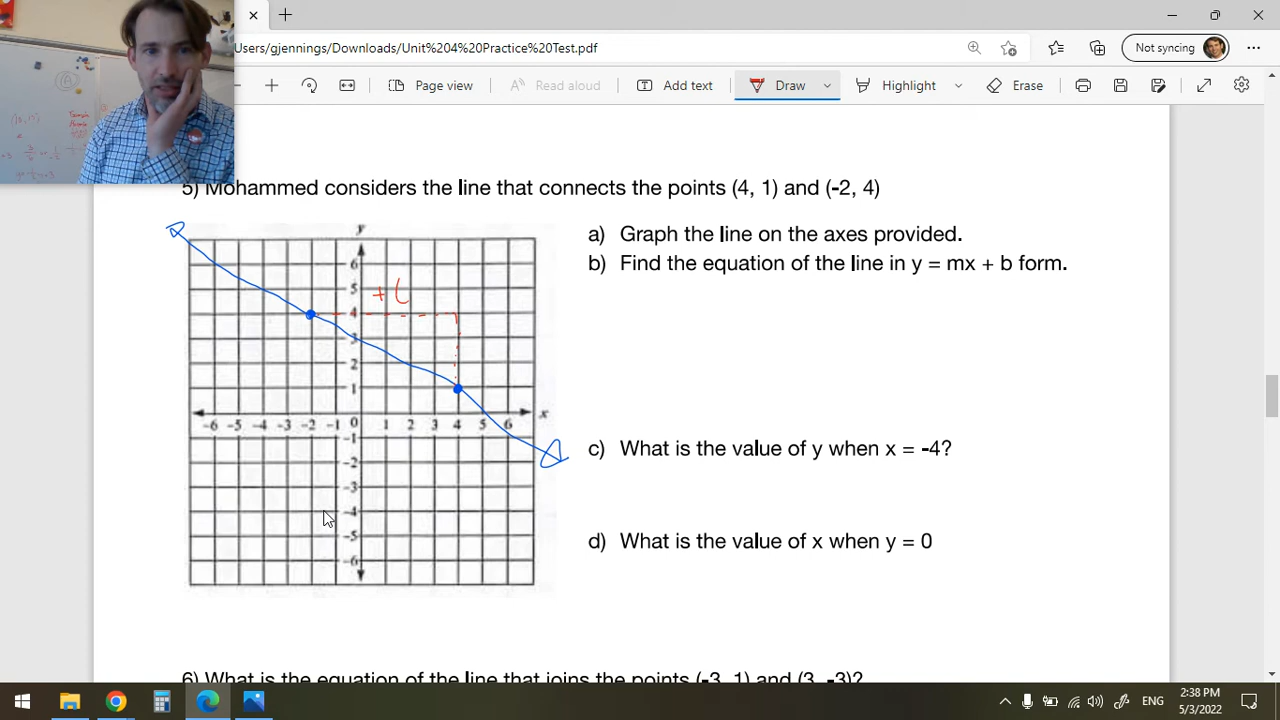 Users/gjennings/Downloads/Unit%204%20Practice%20Test.pdf
Not syncing
Page view
Read aloud
Add text
Draw
Highlight
Erase
5) Mohammed considers the line that connects the points (4, 1) and (-2, 4)
a) Graph the line on the axes provided.
b) Find the equation of the line in y = mx + b form.
c) What is the value of y when x = -4?
d) What is the value of x when y = 0
y
6
5
4
3
2
1
-6 -5 -4 -3 -2 -1 0 1 2 3 4 5 6 x
-1
-2
-3
-4
-5
-6
6) What is the equation of the line that joins the points (-3, 1) and (3, -3)?
ENG
2:38 PM
5/3/2022